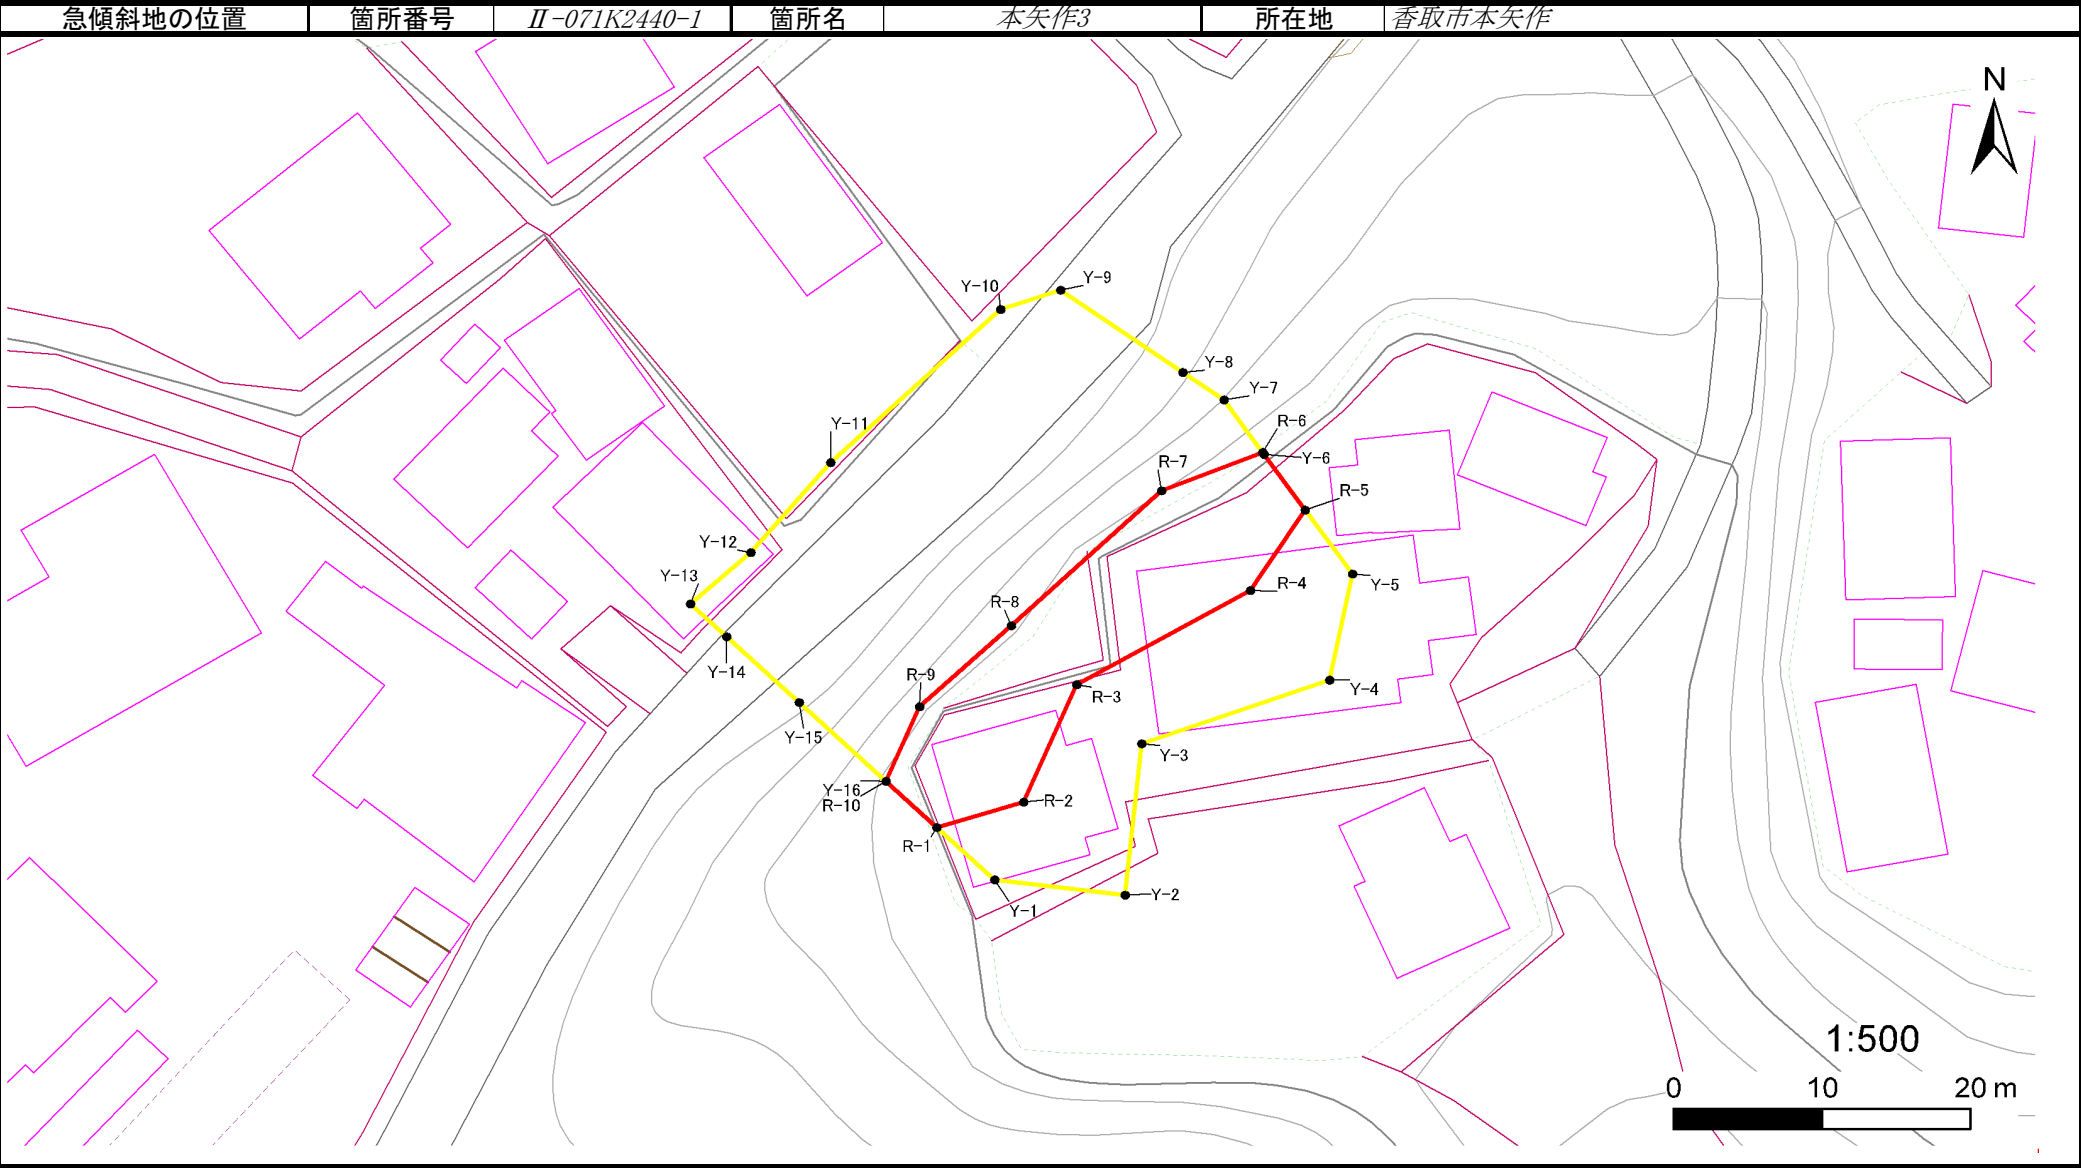 急傾斜地の位置 箇所番号 Ⅱ-071K2440-1 箇所名 本矢作3 所在地 香取市本矢作
N
Y-9
Y-10
Y-8
Y-7
R-6
Y-11
Y-6
R-7
R-5
Y-12
Y-13
Y-5
R-4
R-8
Y-14
R-9
Y-4
R-3
Y-15
Y-3
Y-16
R-10
R-2
R-1
Y-2
Y-1
1:500
0 10 20 m